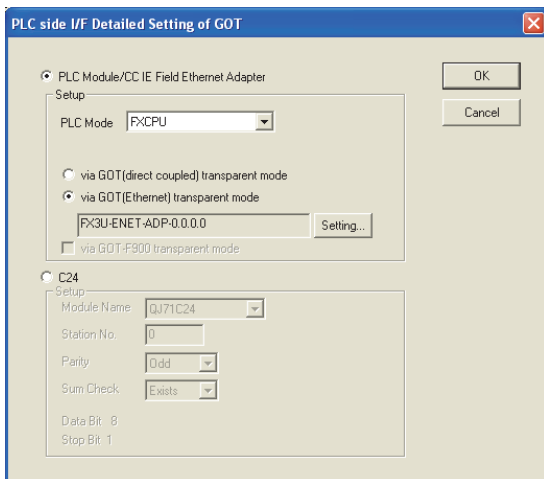 PLC side I/F Detailed Setting of GOT
PLC Module/CC IE Field Ethernet Adapter
OK
Setup
Cancel
PLC Mode FXCPU
via GOT(direct coupled) transparent mode
via GOT(Ethernet) transparent mode
FX3U-ENET-ADP-0.0.0.0 Setting...
via GOT-F900 transparent mode
C24
Setup
Module Name QJ71C24
Station No. 0
Parity Odd
Sum Check Exists
Data Bit 8
Stop Bit 1